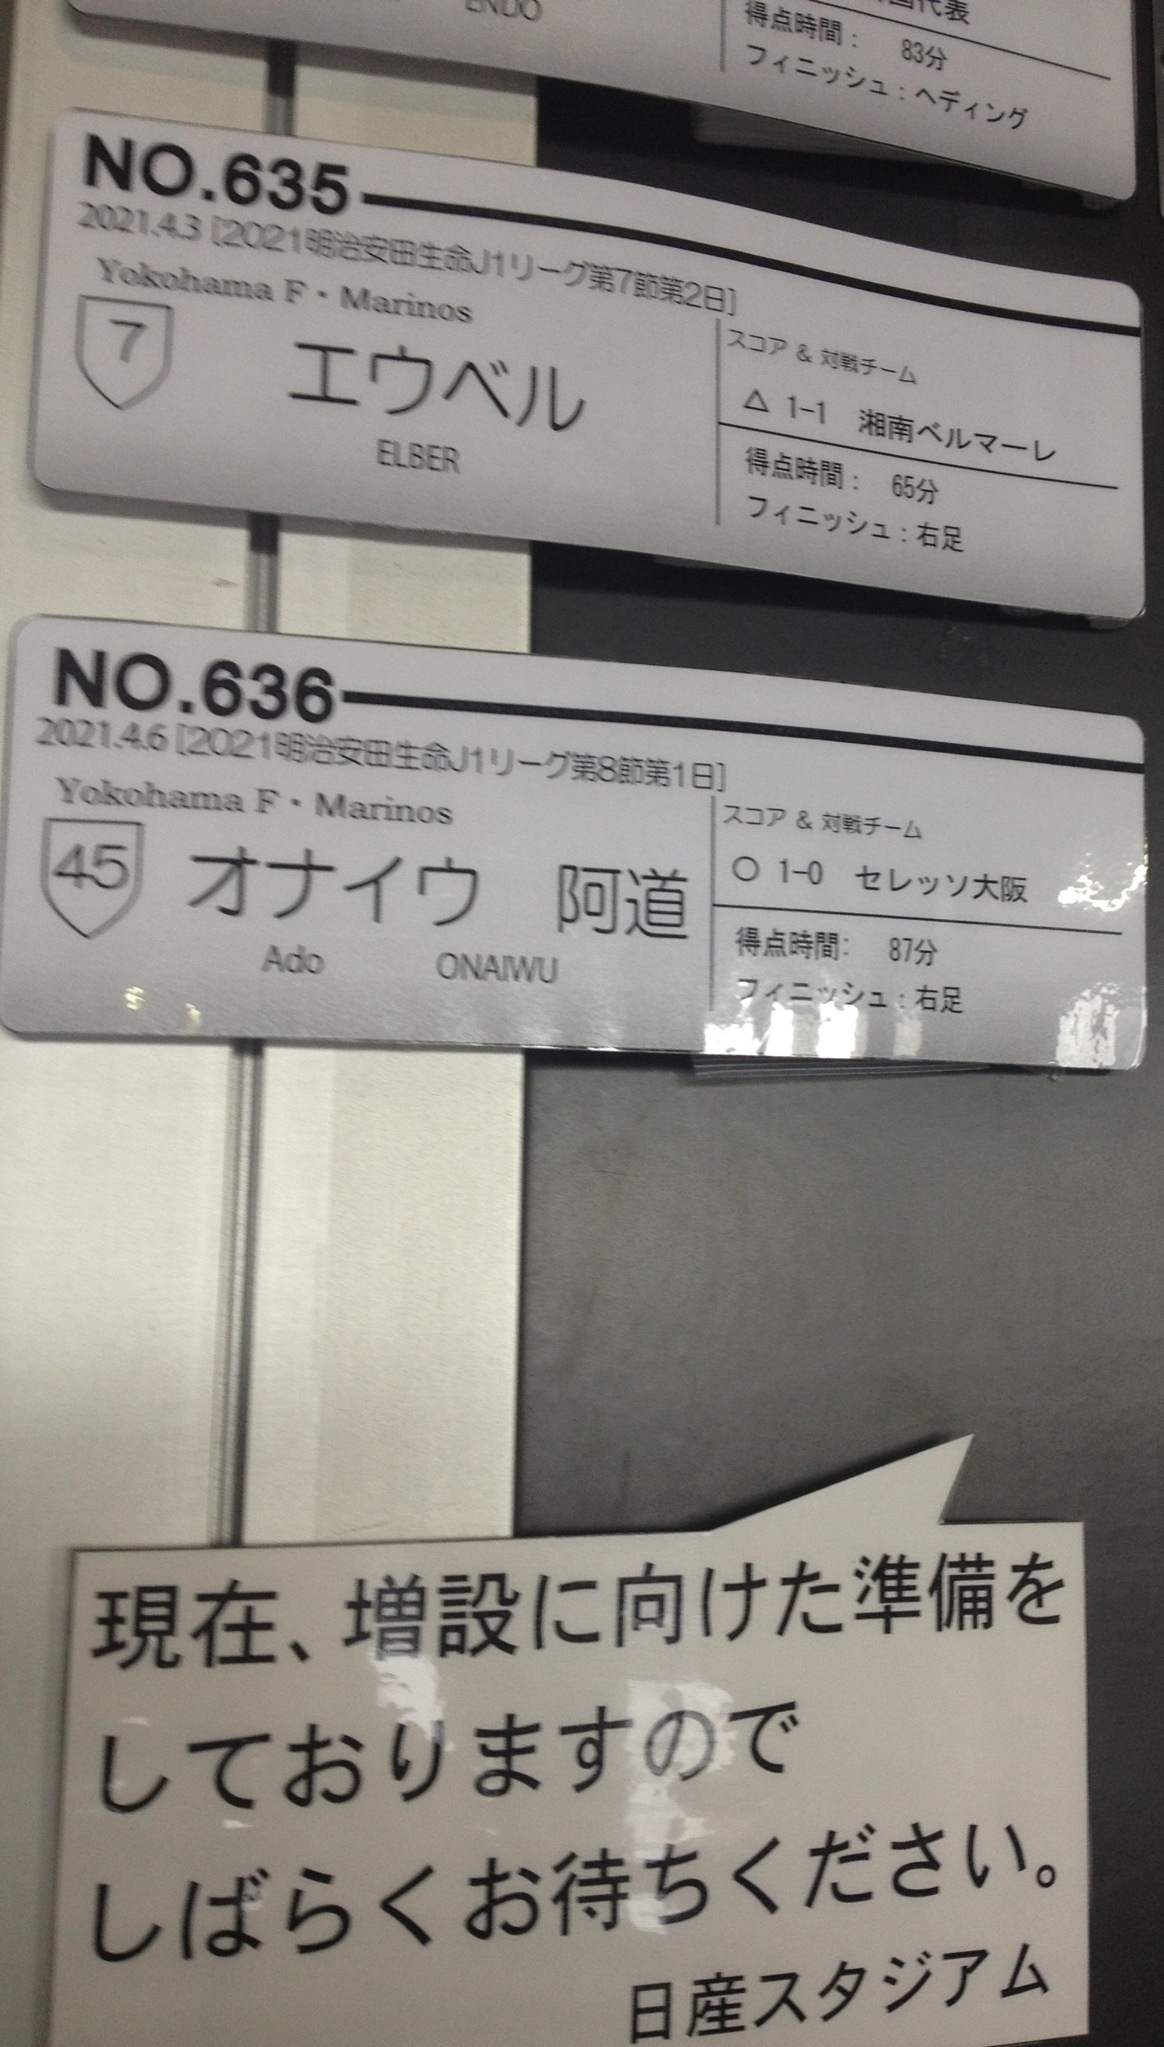 ENDO
国代表
得点時間： 83分
フィニッシュ：ヘディング
NO.635
2021.4.3 [2021明治安田生命J1リーグ第7節第2日]
Yokohama F・Marinos
7
エウベル
ELBER
スコア & 対戦チーム
△ 1-1 湘南ベルマーレ
得点時間： 65分
フィニッシュ：右足
NO.636
2021.4.6 [2021明治安田生命J1リーグ第8節第1日]
Yokohama F・Marinos
45
オナイウ 阿道
Ado ONAIWU
スコア & 対戦チーム
○ 1-0 セレッソ大阪
得点時間： 87分
フィニッシュ：右足
現在、増設に向けた準備を
しておりますので
しばらくお待ちください。
日産スタジアム